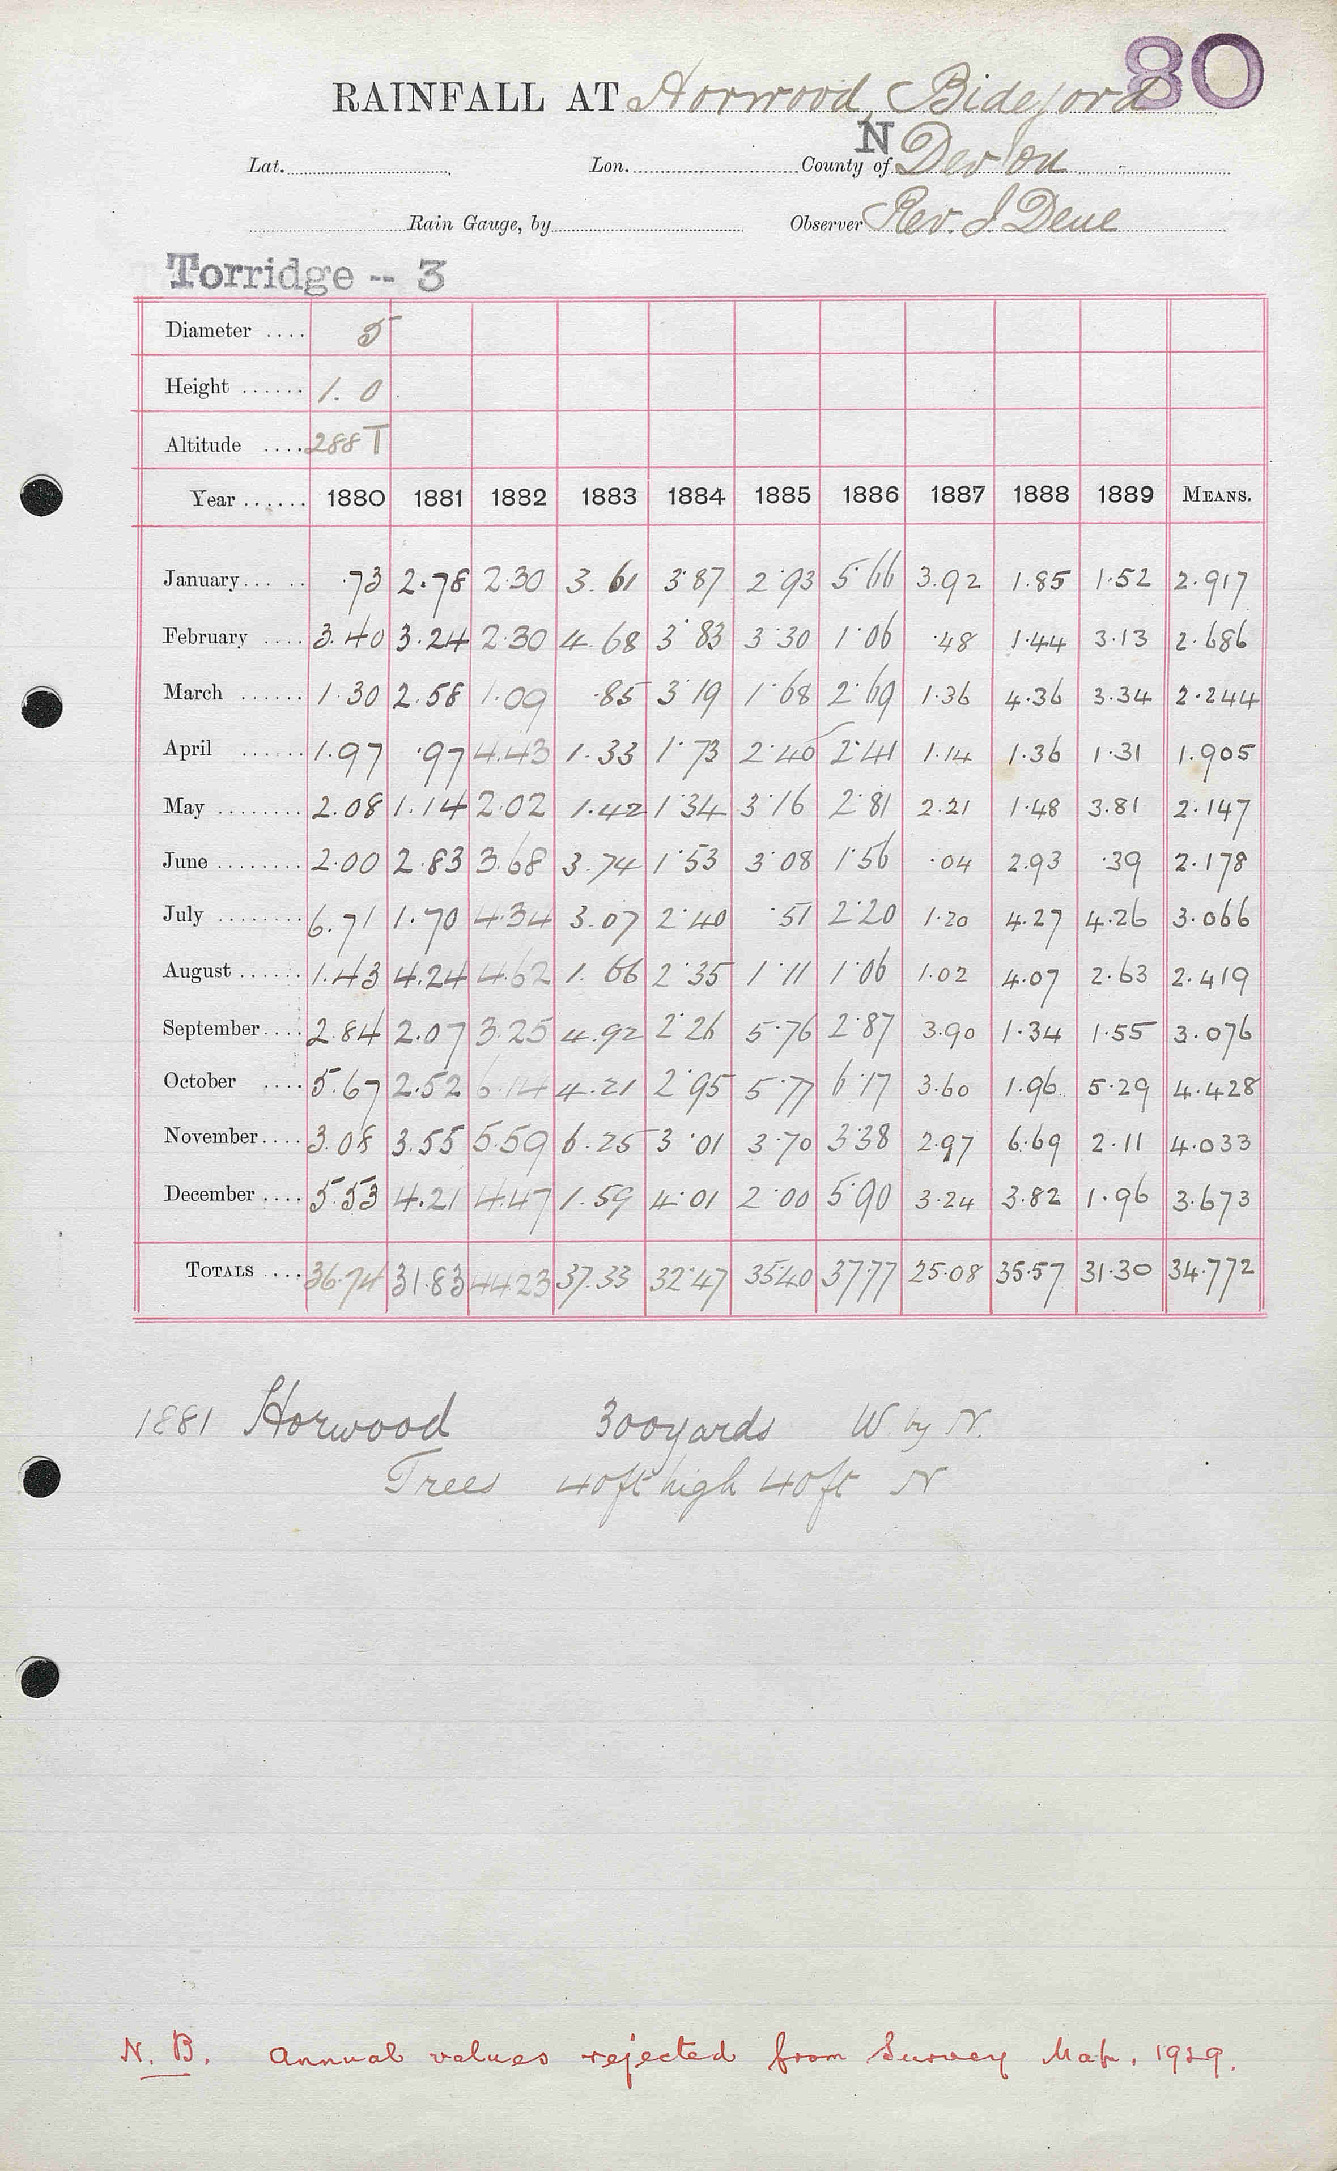 80
RAINFALL AT Horwood, Bideford
N
Lat. Lon. County of Devon
Rain Gauge, by Observer Rev. J. Dene
Torridge -- 3
Diameter .... 5
Height ...... 1. 0
Altitude .... 288 T
Year ...... 1880 1881 1882 1883 1884 1885 1886 1887 1888 1889 MEANS.
January... .. .73 2.78 2.30 3.61 3.87 2.93 5.66 3.92 1.85 1.52 2.917
February .... 3.40 3.24 2.30 4.68 3.83 3.30 1.06 .48 1.44 3.13 2.686
March ...... 1.30 2.58 1.09 .85 3.19 1.68 2.69 1.36 4.36 3.34 2.244
April ...... 1.97 .97 4.43 1.33 1.73 2.40 2.41 1.14 1.36 1.31 1.905
May ........ 2.08 1.14 2.02 1.42 1.34 3.16 2.81 2.21 1.48 3.81 2.147
June ........ 2.00 2.83 3.68 3.74 1.53 3.08 1.56 .04 2.93 .39 2.178
July ........ 6.71 1.70 4.34 3.07 2.40 .51 2.20 1.20 4.27 4.26 3.066
August ...... 1.43 4.24 4.62 1.66 2.35 1.11 1.06 1.02 4.07 2.63 2.419
September.... 2.84 2.07 3.25 4.92 2.26 5.76 2.87 3.90 1.34 1.55 3.076
October .... 5.67 2.52 6.14 4.21 2.95 5.77 6.17 3.60 1.96 5.29 4.428
November.... 3.08 3.55 5.59 6.25 3.01 3.70 3.38 2.97 6.69 2.11 4.033
December .... 5.53 4.21 4.47 1.59 4.01 2.00 5.90 3.24 3.82 1.96 3.673
TOTALS ... 36.74 31.83 44.23 37.33 32.47 35.40 37.77 25.08 35.57 31.30 34.772
1881 Horwood 300 yards W by N.
Trees 40ft high 40ft N
N. B. Annual values rejected from Survey Map. 1929.